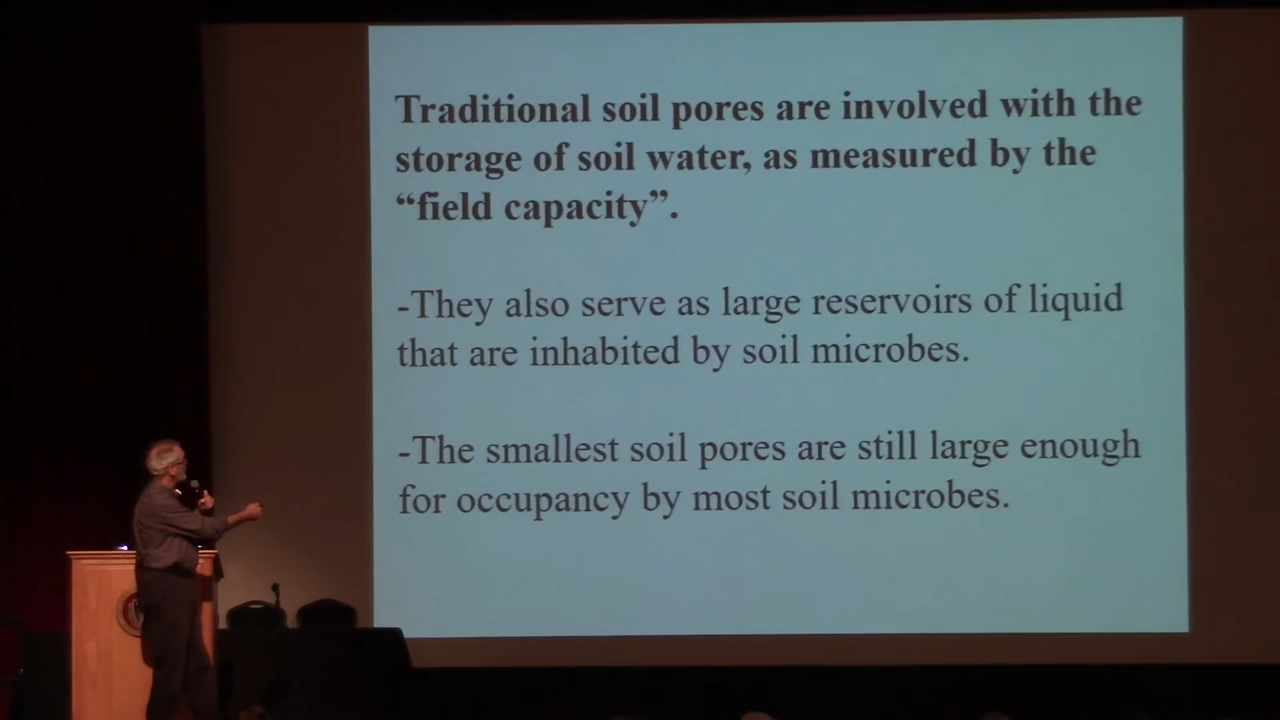 Traditional soil pores are involved with the
storage of soil water, as measured by the
“field capacity”.
-They also serve as large reservoirs of liquid
that are inhabited by soil microbes.
-The smallest soil pores are still large enough
for occupancy by most soil microbes.